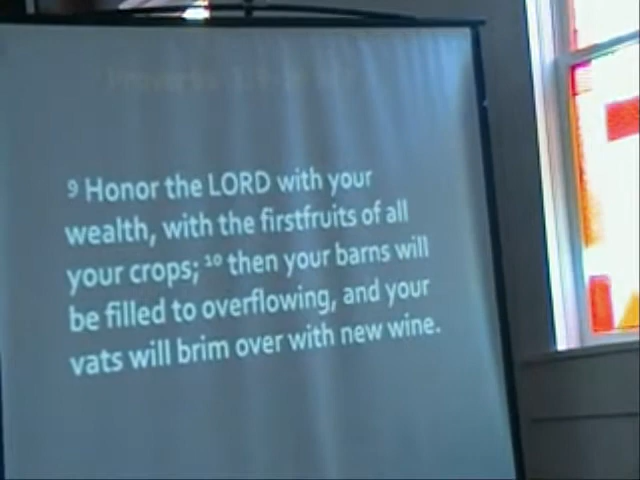 ⁹ Honor the LORD with your
wealth, with the firstfruits of all
your crops; ¹⁰ then your barns will
be filled to overflowing, and your
vats will brim over with new wine.